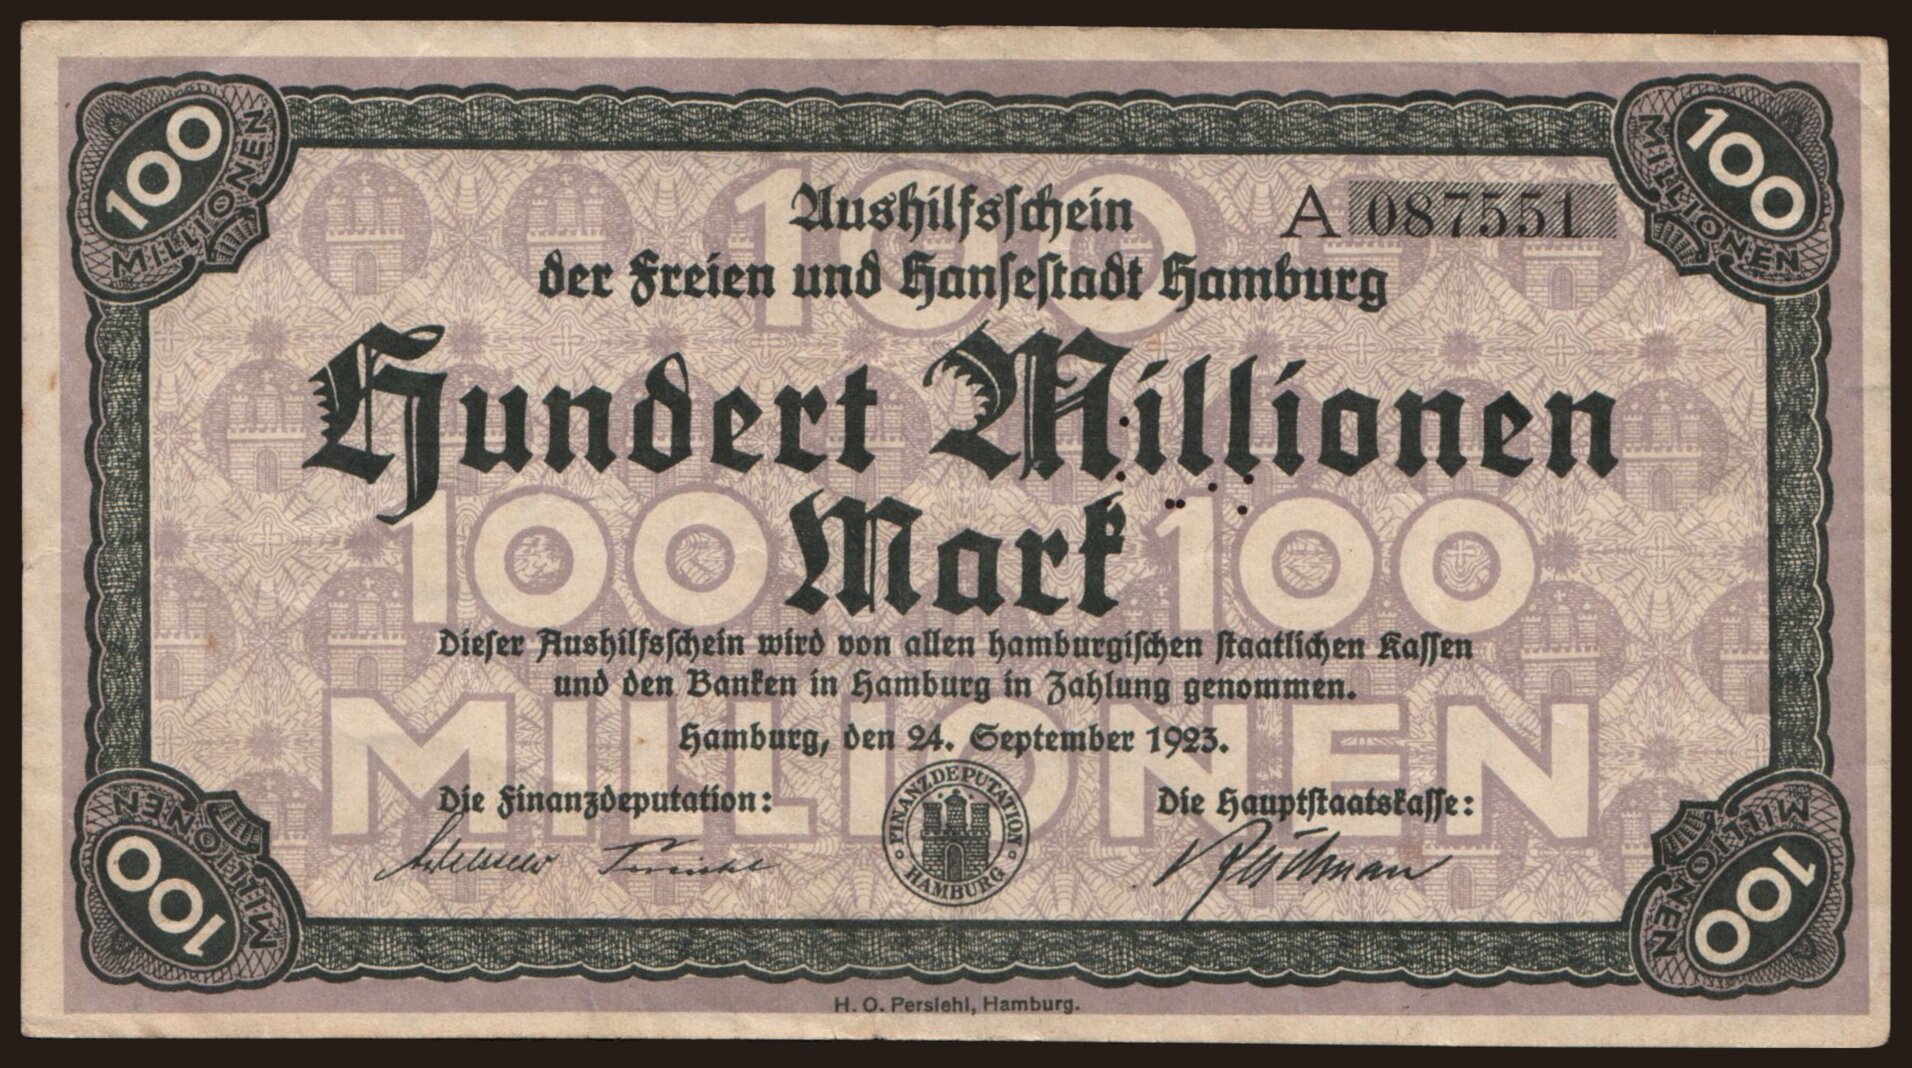 100 MILLIONEN
100 MILLIONEN
100
Aushilfsschein
A 087551
der Freien und Hansestadt Hamburg
Hundert Millionen
Mark
100 100
Dieser Aushilfsschein wird von allen hamburgischen staatlichen Kassen
und den Banken in Hamburg in Zahlung genommen.
MILLIONEN
Hamburg, den 24. September 1923.
Die Finanzdeputation:
Die Hauptstaatskasse:
FINANZDEPUTATION
HAMBURG
100 MILLIONEN
100 MILLIONEN
H. O. Persiehl, Hamburg.